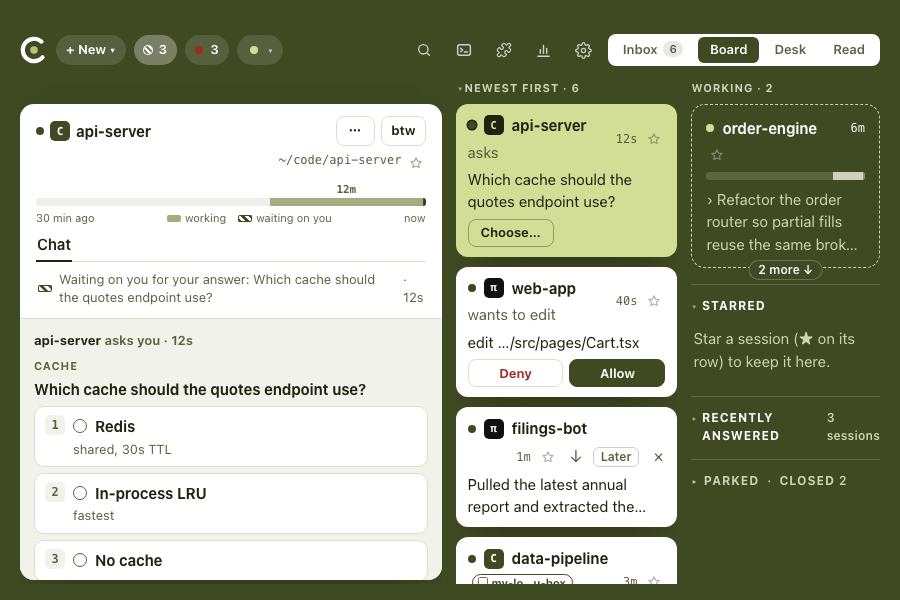 + New ▾
3
3
Inbox 6
Board
Desk
Read
C api-server
...
btw
~/code/api-server ☆
12m
30 min ago
working
waiting on you
now
Chat
Waiting on you for your answer: Which cache should the quotes endpoint use?
· 12s
api-server asks you · 12s
CACHE
Which cache should the quotes endpoint use?
1 Redis
shared, 30s TTL
2 In-process LRU
fastest
3 No cache
▾ NEWEST FIRST · 6
C api-server
12s ☆
asks
Which cache should the
quotes endpoint use?
Choose...
π web-app
40s ☆
wants to edit
edit .../src/pages/Cart.tsx
Deny
Allow
π filings-bot
1m ☆ ↓ Later ×
Pulled the latest annual
report and extracted the...
C data-pipeline
3m ☆
WORKING · 2
order-engine 6m
☆
› Refactor the order
router so partial fills
reuse the same brok...
2 more ↓
▾ STARRED
Star a session (★ on its
row) to keep it here.
▸ RECENTLY ANSWERED
3 sessions
▸ PARKED · CLOSED 2